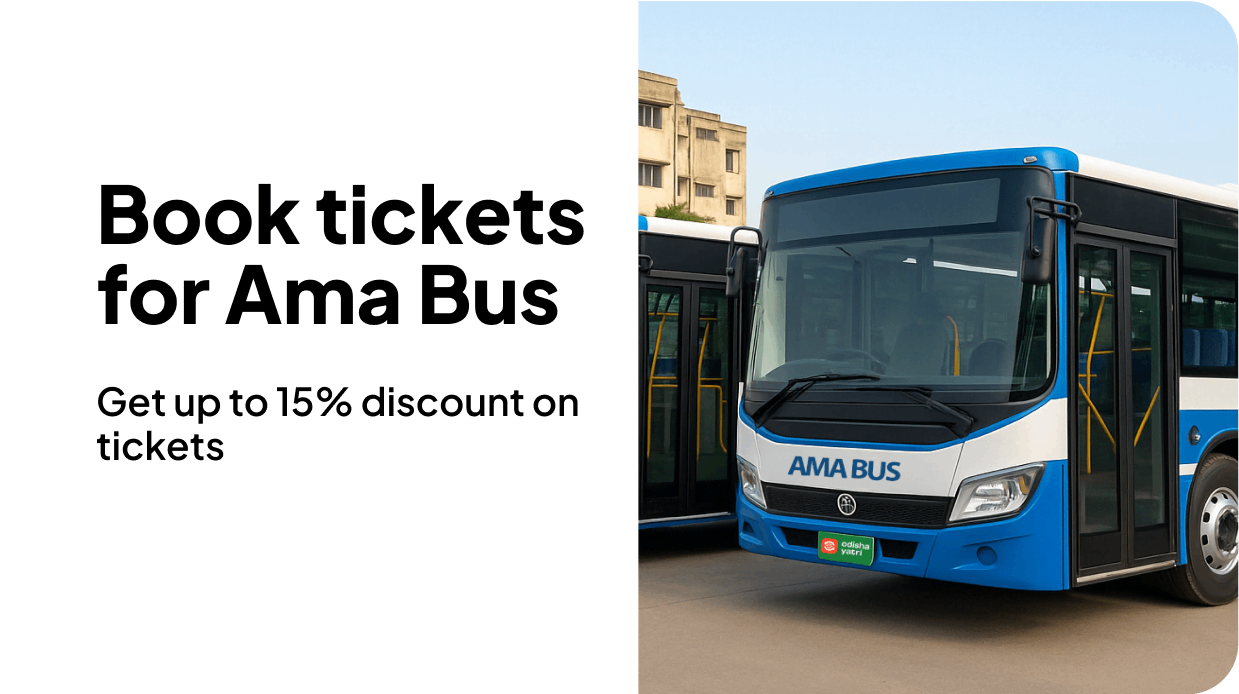 Book tickets
for Ama Bus
Get up to 15% discount on
tickets
AMA BUS
odisha
yatri